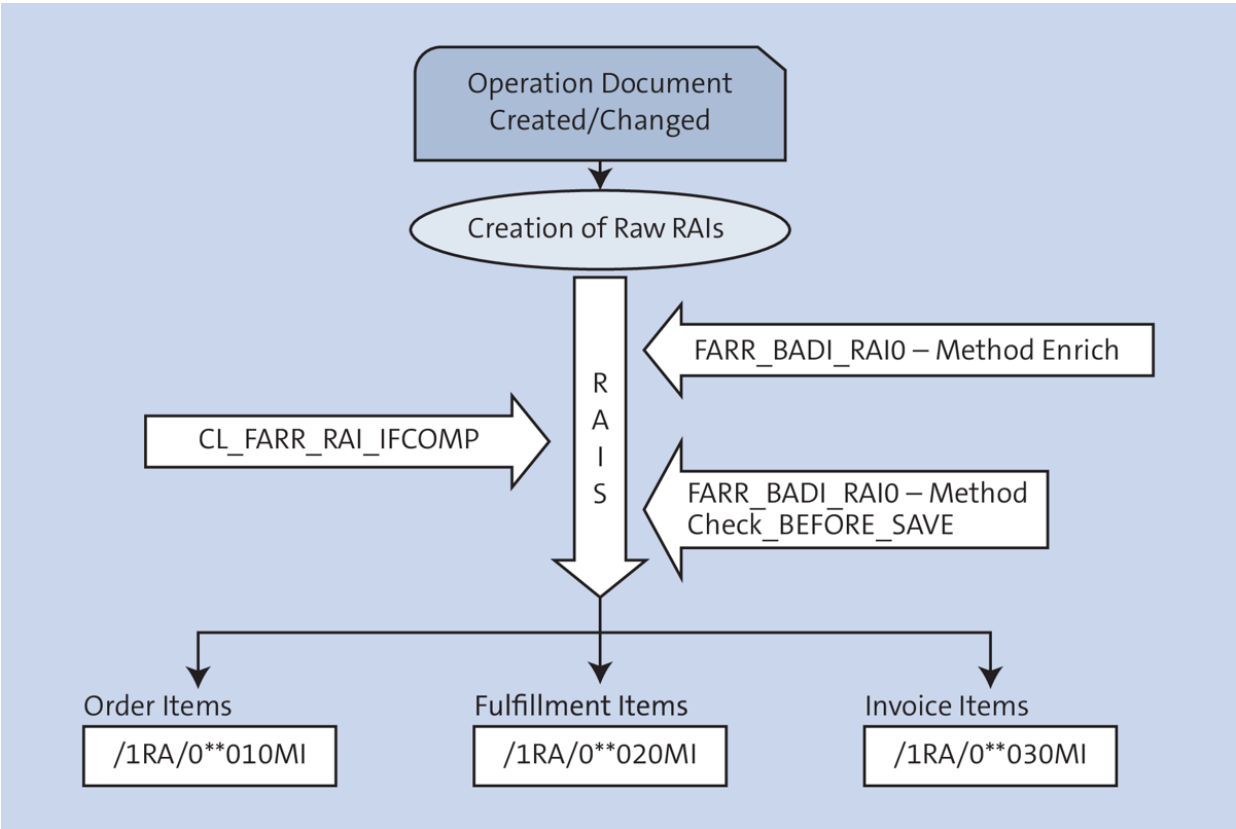 Operation Document
Created/Changed
Creation of Raw RAIs
FARR_BADI_RAI0 – Method Enrich
R
A
I
S
CL_FARR_RAI_IFCOMP
FARR_BADI_RAI0 – Method
Check_BEFORE_SAVE
Order Items
/1RA/0**010MI
Fulfillment Items
/1RA/0**020MI
Invoice Items
/1RA/0**030MI